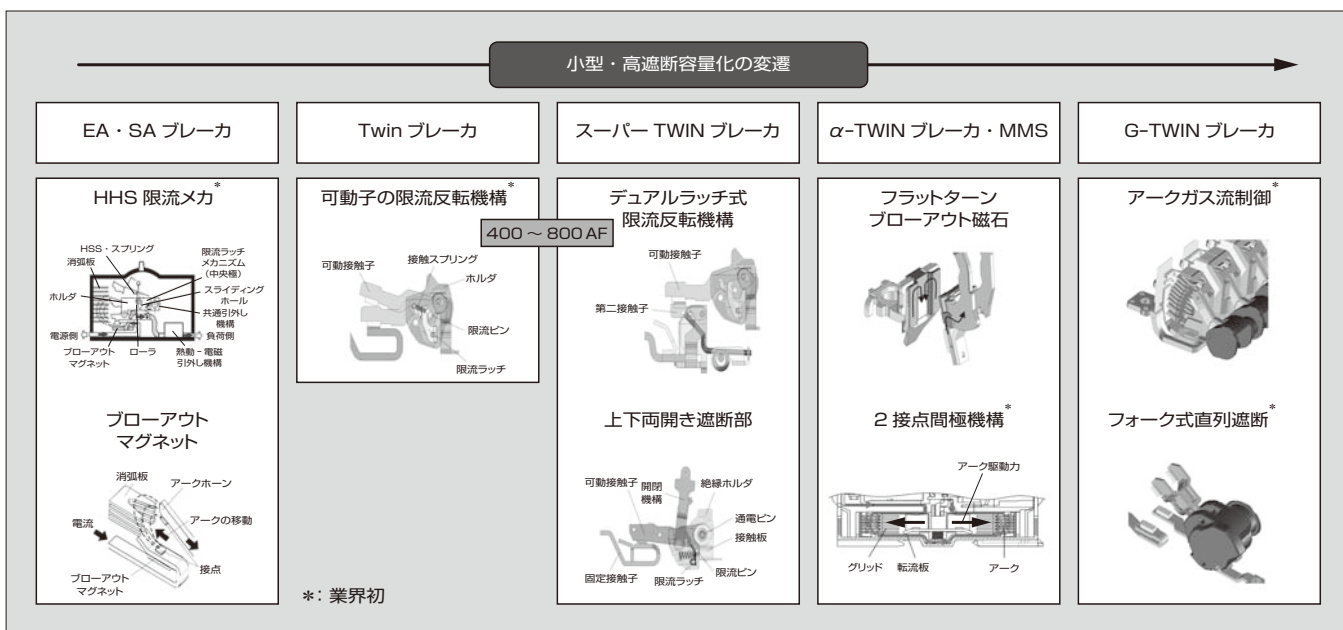 小型・高遮断容量化の変遷
EA・SA ブレーカ
Twin ブレーカ
スーパー TWIN ブレーカ
α-TWIN ブレーカ・MMS
G-TWIN ブレーカ
HHS 限流メカ*
HSS・スプリング
消弧板
限流ラッチ
メカニズム
（中央極）
ホルダ
スライディング
ホール
共通引外し
機構
電源側
負荷側
ブローアウト
マグネット
ローラ
熱動－電磁
引外し機構
ブローアウト
マグネット
消弧板
アークホーン
電流
アークの移動
ブローアウト
マグネット
接点
可動子の限流反転機構*
400 ～ 800 AF
可動接触子
接触スプリング
ホルダ
限流ピン
限流ラッチ
*: 業界初
デュアルラッチ式
限流反転機構
可動接触子
第二接触子
上下両開き遮断部
可動接触子
開閉
機構
絶縁ホルダ
通電ピン
接触板
固定接触子
限流ラッチ
限流ピン
フラットターン
ブローアウト磁石
2 接点間極機構*
アーク駆動力
グリッド
転流板
アーク
アークガス流制御*
フォーク式直列遮断*